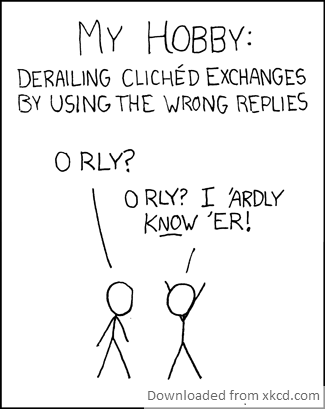 MY HOBBY:
DERAILING CLICHÉD EXCHANGES
BY USING THE WRONG REPLIES
O RLY?
O RLY? I 'ARDLY
KNOW 'ER!
Downloaded from xkcd.com